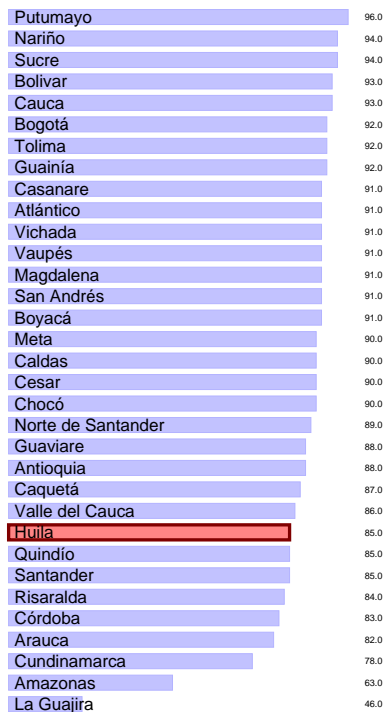 Putumayo 96.0
Nariño 94.0
Sucre 94.0
Bolivar 93.0
Cauca 93.0
Bogotá 92.0
Tolima 92.0
Guainía 92.0
Casanare 91.0
Atlántico 91.0
Vichada 91.0
Vaupés 91.0
Magdalena 91.0
San Andrés 91.0
Boyacá 91.0
Meta 90.0
Caldas 90.0
Cesar 90.0
Chocó 90.0
Norte de Santander 89.0
Guaviare 88.0
Antioquia 88.0
Caquetá 87.0
Valle del Cauca 86.0
Huila 85.0
Quindío 85.0
Santander 85.0
Risaralda 84.0
Córdoba 83.0
Arauca 82.0
Cundinamarca 78.0
Amazonas 63.0
La Guajira 46.0